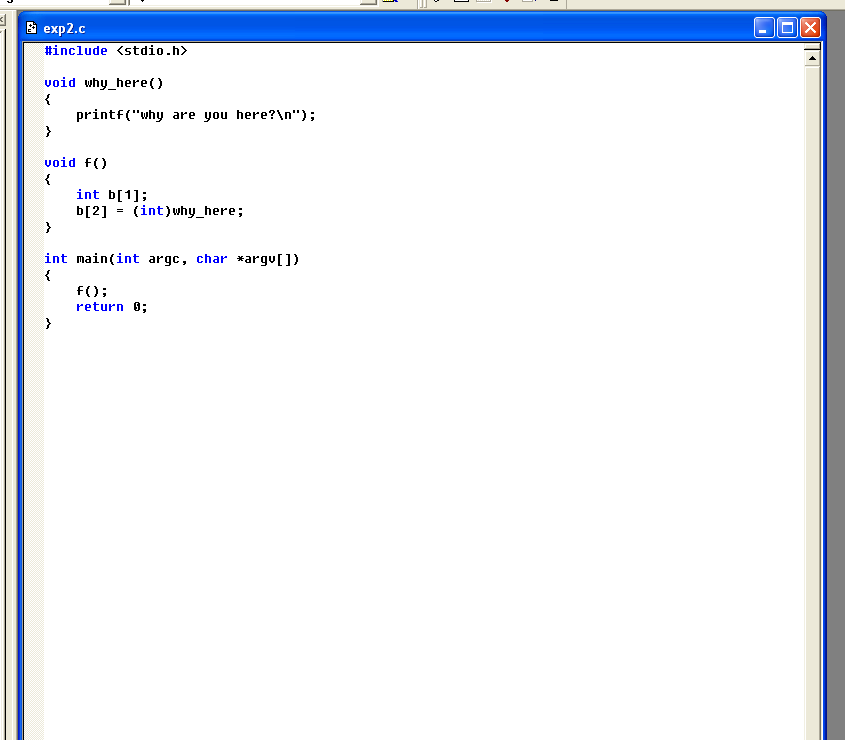 exp2.c
#include <stdio.h>
void why_here()
{
printf("why are you here?\n");
}
void f()
{
int b[1];
b[2] = (int)why_here;
}
int main(int argc, char *argv[])
{
f();
return 0;
}